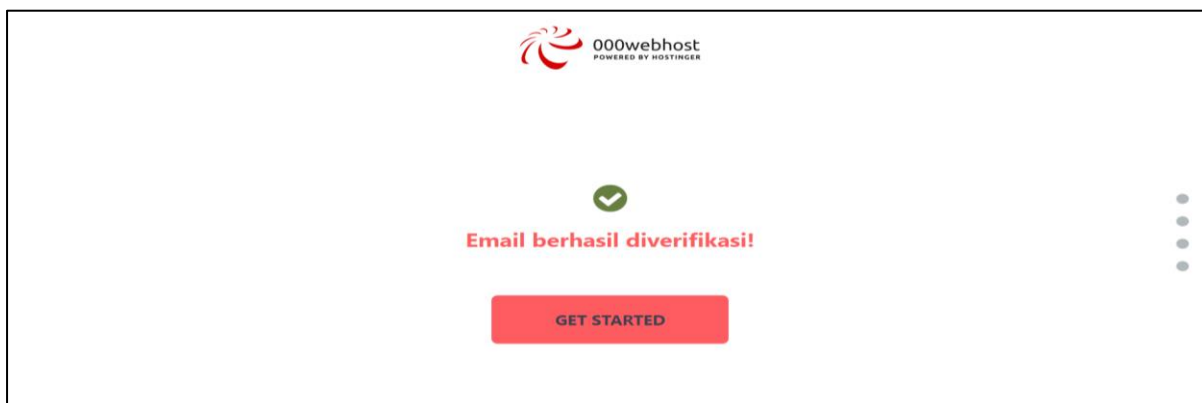 000webhost
POWERED BY HOSTINGER
Email berhasil diverifikasi!
GET STARTED